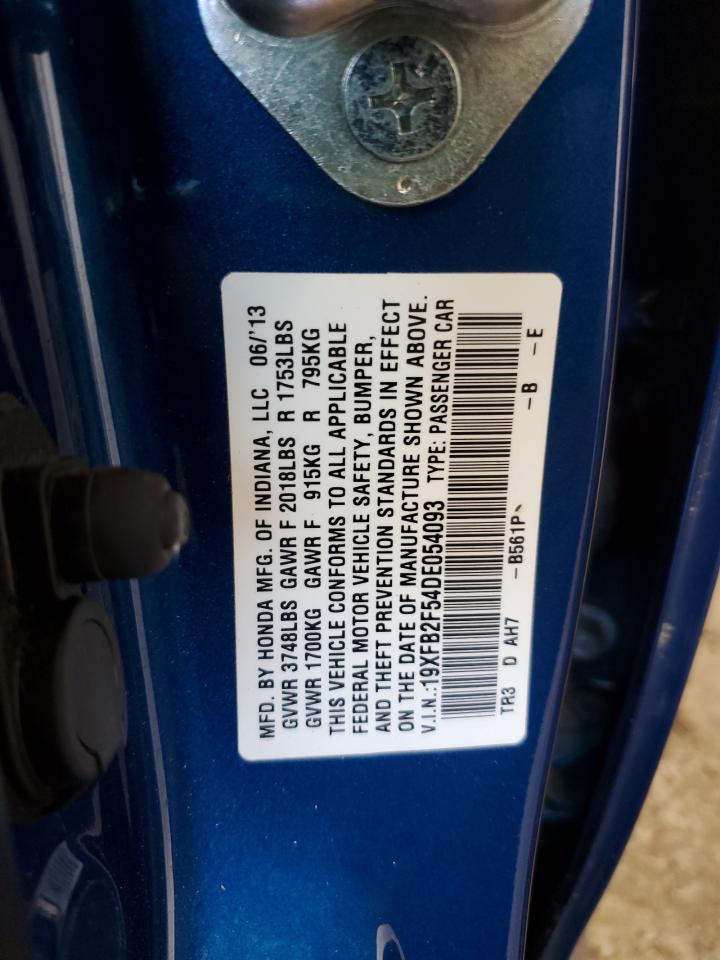 MFD. BY HONDA MFG. OF INDIANA, LLC 06/'13
GVWR 3748LBS GAWR F 2018LBS R 1753LBS
GVWR 1700KG GAWR F 915KG R 795KG
THIS VEHICLE CONFORMS TO ALL APPLICABLE
FEDERAL MOTOR VEHICLE SAFETY, BUMPER,
AND THEFT PREVENTION STANDARDS IN EFFECT
ON THE DATE OF MANUFACTURE SHOWN ABOVE.
V.I.N.:19XFB2F54DE054093 TYPE: PASSENGER CAR
TR3 D AH7 -B561P -B -E